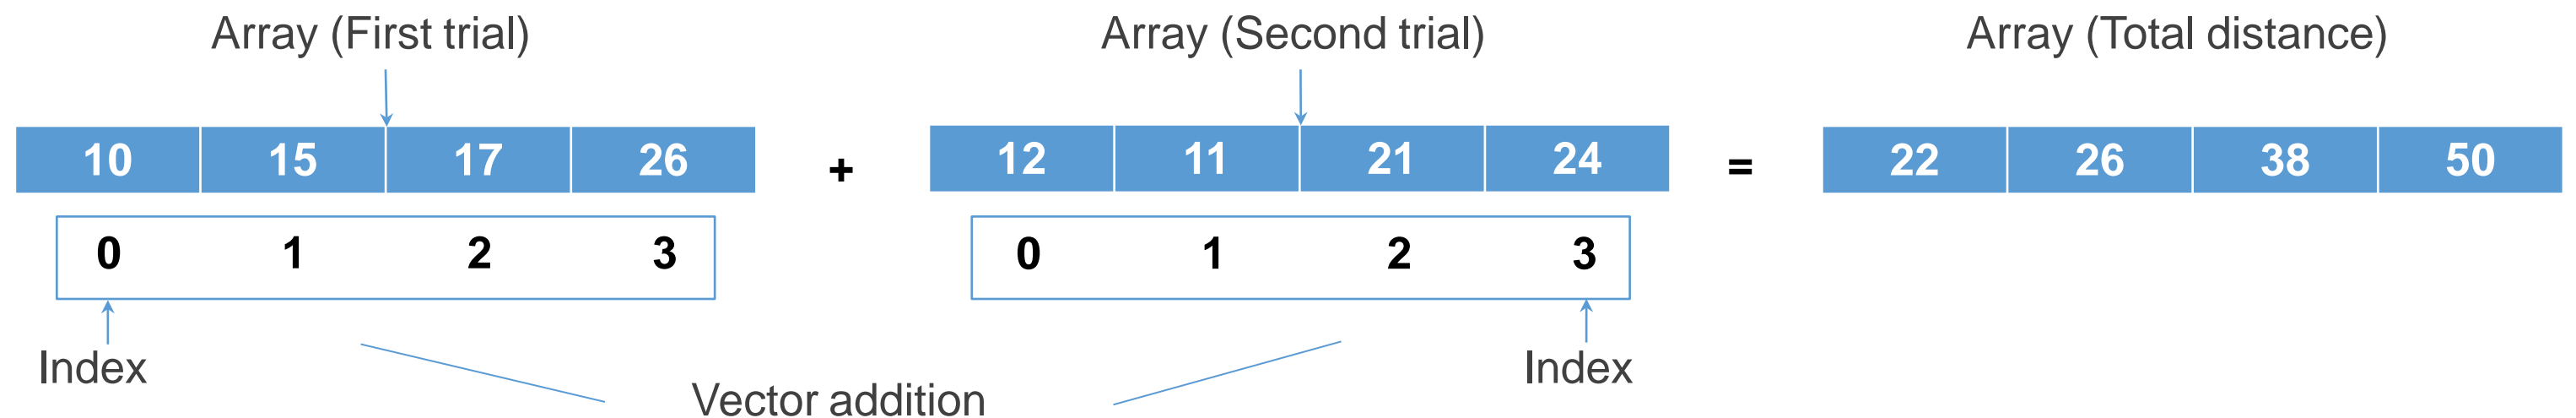 Array (First trial) Array (Second trial) Array (Total distance)
10 15 17 26 + 12 11 21 24 = 22 26 38 50
0 1 2 3 0 1 2 3
Index Index
Vector addition